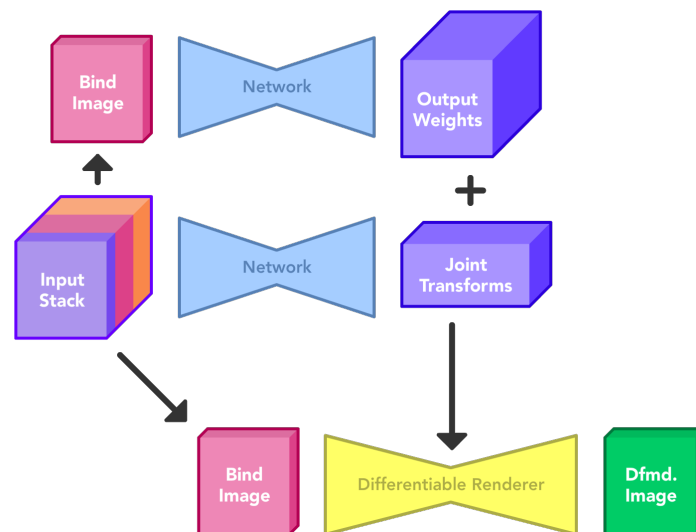 Bind
Image
Network
Output
Weights
+
Input
Stack
Network
Joint
Transforms
Bind
Image
Differentiable Renderer
Dfmd.
Image